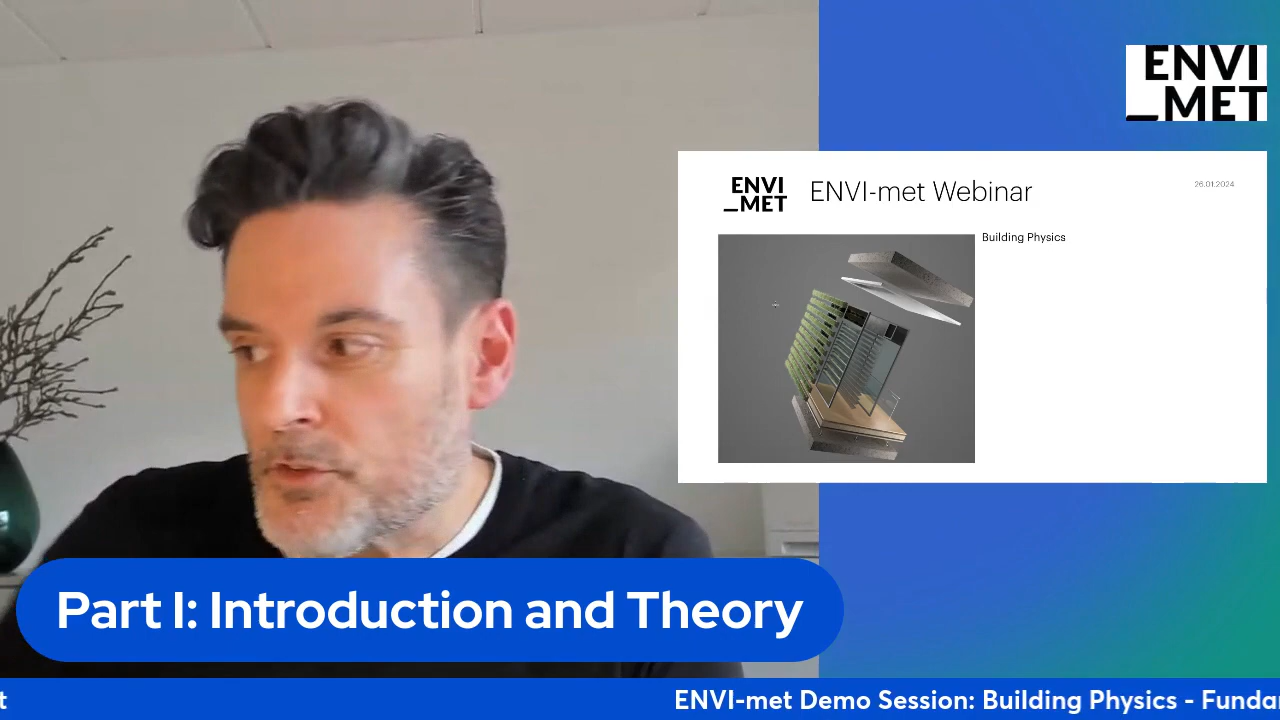 ENVI
_MET
ENVI
_MET
ENVI-met Webinar
26.01.2024
Building Physics
Part I: Introduction and Theory
t
ENVI-met Demo Session: Building Physics - Funda